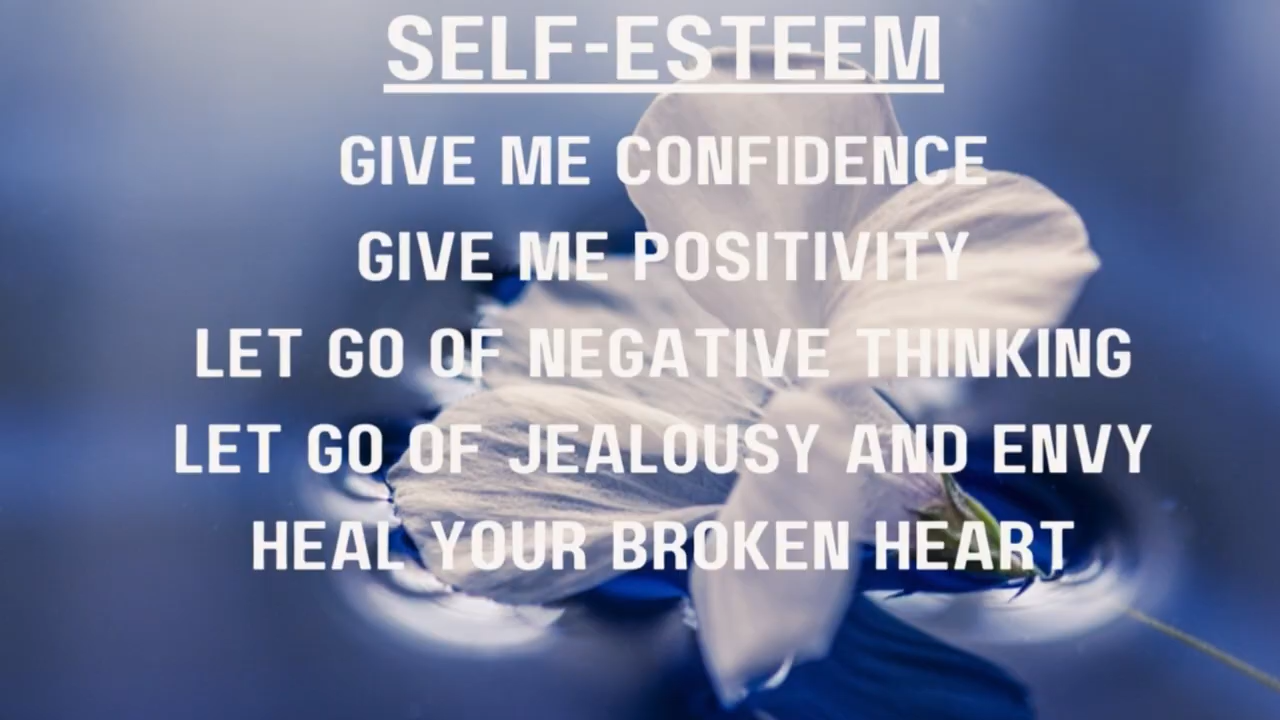 SELF-ESTEEM
GIVE ME CONFIDENCE
GIVE ME POSITIVITY
LET GO OF NEGATIVE THINKING
LET GO OF JEALOUSY AND ENVY
HEAL YOUR BROKEN HEART